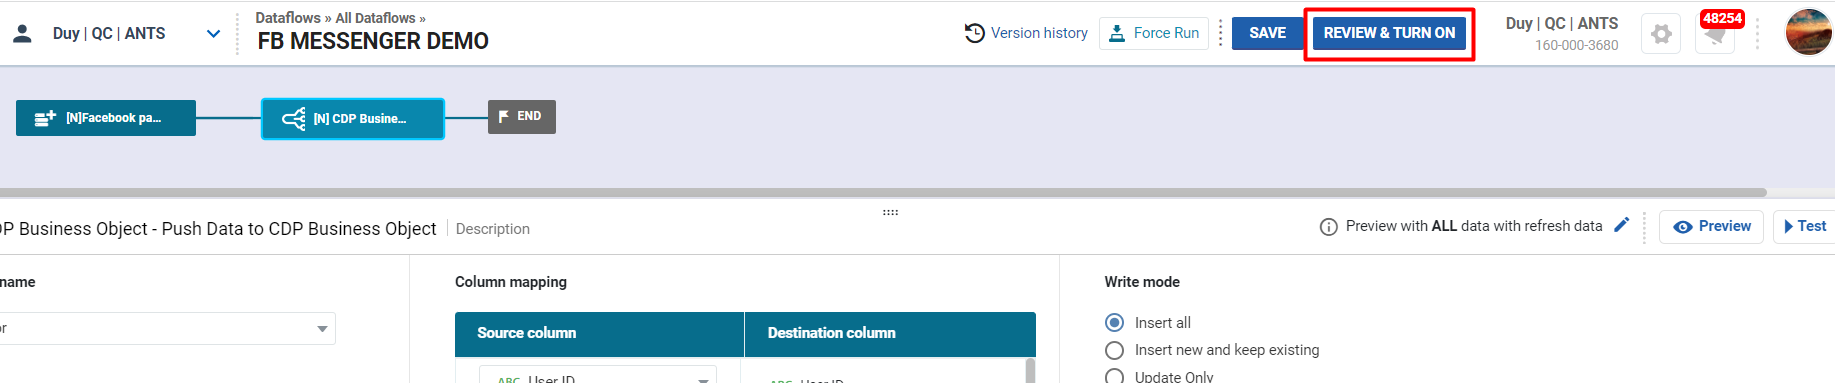 Duy | QC | ANTS
Dataflows » All Dataflows »
FB MESSENGER DEMO
Version history
Force Run
SAVE
REVIEW & TURN ON
Duy | QC | ANTS
160-000-3680
48254
[N]Facebook pa...
[N] CDP Busine...
END
DP Business Object - Push Data to CDP Business Object
Description
Preview with ALL data with refresh data
Preview
Test
name
or
Column mapping
Source column
Destination column
ABC User ID
ABC User ID
Write mode
Insert all
Insert new and keep existing
Update Only